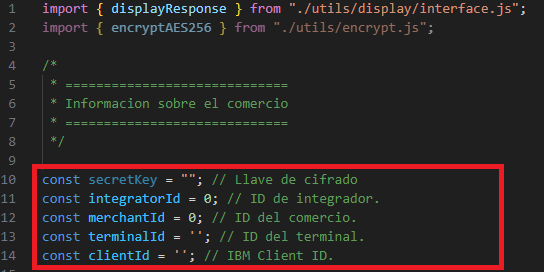 1 import { displayResponse } from "./utils/display/interface.js";
2 import { encryptAES256 } from "./utils/encrypt.js";
3
4 /*
5 * =============================
6 * Informacion sobre el comercio
7 * =============================
8 */
9
10 const secretKey = ""; // Llave de cifrado
11 const integratorId = 0; // ID de integrador.
12 const merchantId = 0; // ID del comercio.
13 const terminalId = ''; // ID del terminal.
14 const clientId = ''; // IBM Client ID.